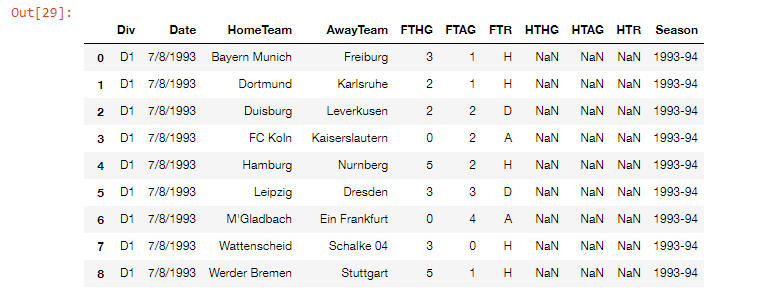 Out[29]:
Div Date HomeTeam AwayTeam FTHG FTAG FTR HTHG HTAG HTR Season
0 D1 7/8/1993 Bayern Munich Freiburg 3 1 H NaN NaN NaN 1993-94
1 D1 7/8/1993 Dortmund Karlsruhe 2 1 H NaN NaN NaN 1993-94
2 D1 7/8/1993 Duisburg Leverkusen 2 2 D NaN NaN NaN 1993-94
3 D1 7/8/1993 FC Koln Kaiserslautern 0 2 A NaN NaN NaN 1993-94
4 D1 7/8/1993 Hamburg Nurnberg 5 2 H NaN NaN NaN 1993-94
5 D1 7/8/1993 Leipzig Dresden 3 3 D NaN NaN NaN 1993-94
6 D1 7/8/1993 M'Gladbach Ein Frankfurt 0 4 A NaN NaN NaN 1993-94
7 D1 7/8/1993 Wattenscheid Schalke 04 3 0 H NaN NaN NaN 1993-94
8 D1 7/8/1993 Werder Bremen Stuttgart 5 1 H NaN NaN NaN 1993-94